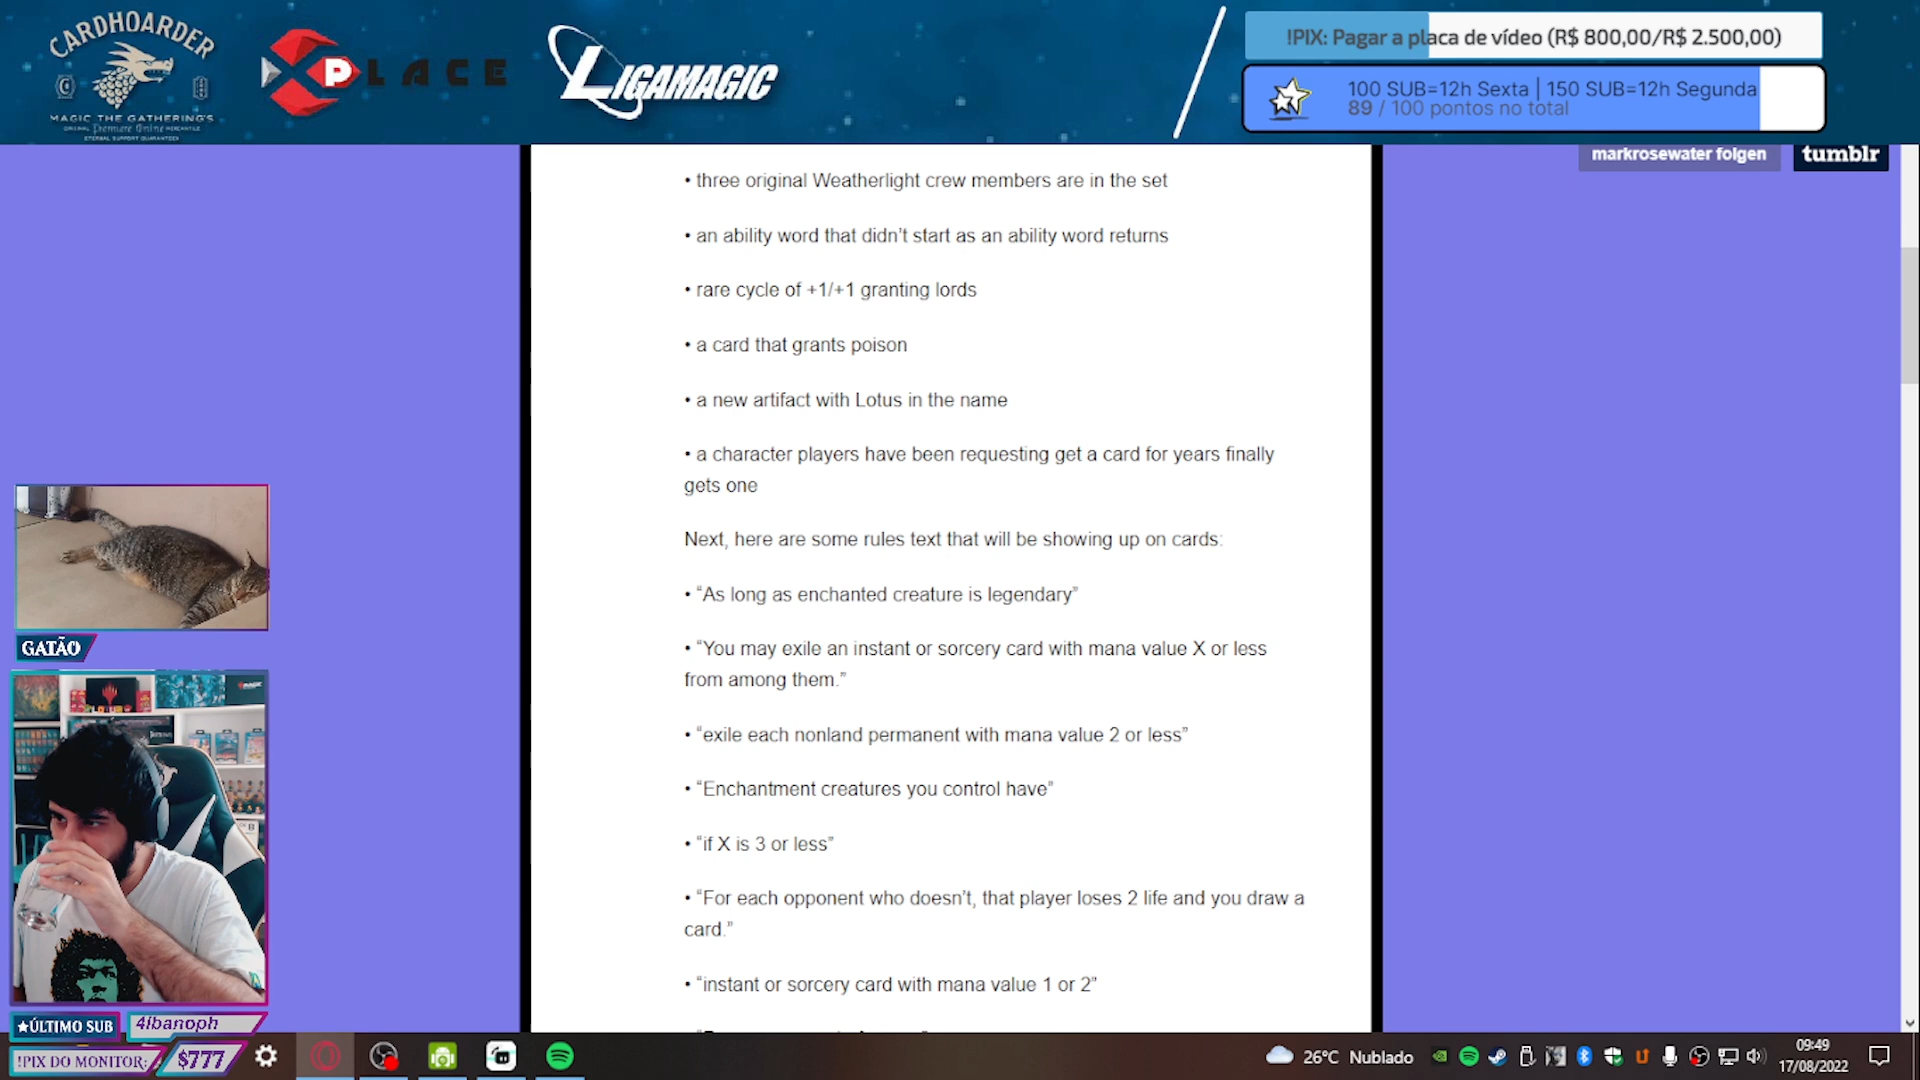 CARDHOARDER
MAGIC THE GATHERING'S
XPLACE
LIGAMAGIC
!PIX: Pagar a placa de vídeo (R$ 800,00/R$ 2.500,00)
100 SUB=12h Sexta | 150 SUB=12h Segunda
89 / 100 pontos no total
markrosewater folgen
tumblr
• three original Weatherlight crew members are in the set
• an ability word that didn’t start as an ability word returns
• rare cycle of +1/+1 granting lords
• a card that grants poison
• a new artifact with Lotus in the name
• a character players have been requesting get a card for years finally
gets one
Next, here are some rules text that will be showing up on cards:
• “As long as enchanted creature is legendary”
• “You may exile an instant or sorcery card with mana value X or less
from among them.”
• “exile each nonland permanent with mana value 2 or less”
• “Enchantment creatures you control have”
• “if X is 3 or less”
• “For each opponent who doesn’t, that player loses 2 life and you draw a
card.”
• “instant or sorcery card with mana value 1 or 2”
GATÃO
★ÚLTIMO SUB
4lbanoph
!PIX DO MONITOR:
$777
26°C Nublado
09:49
17/08/2022